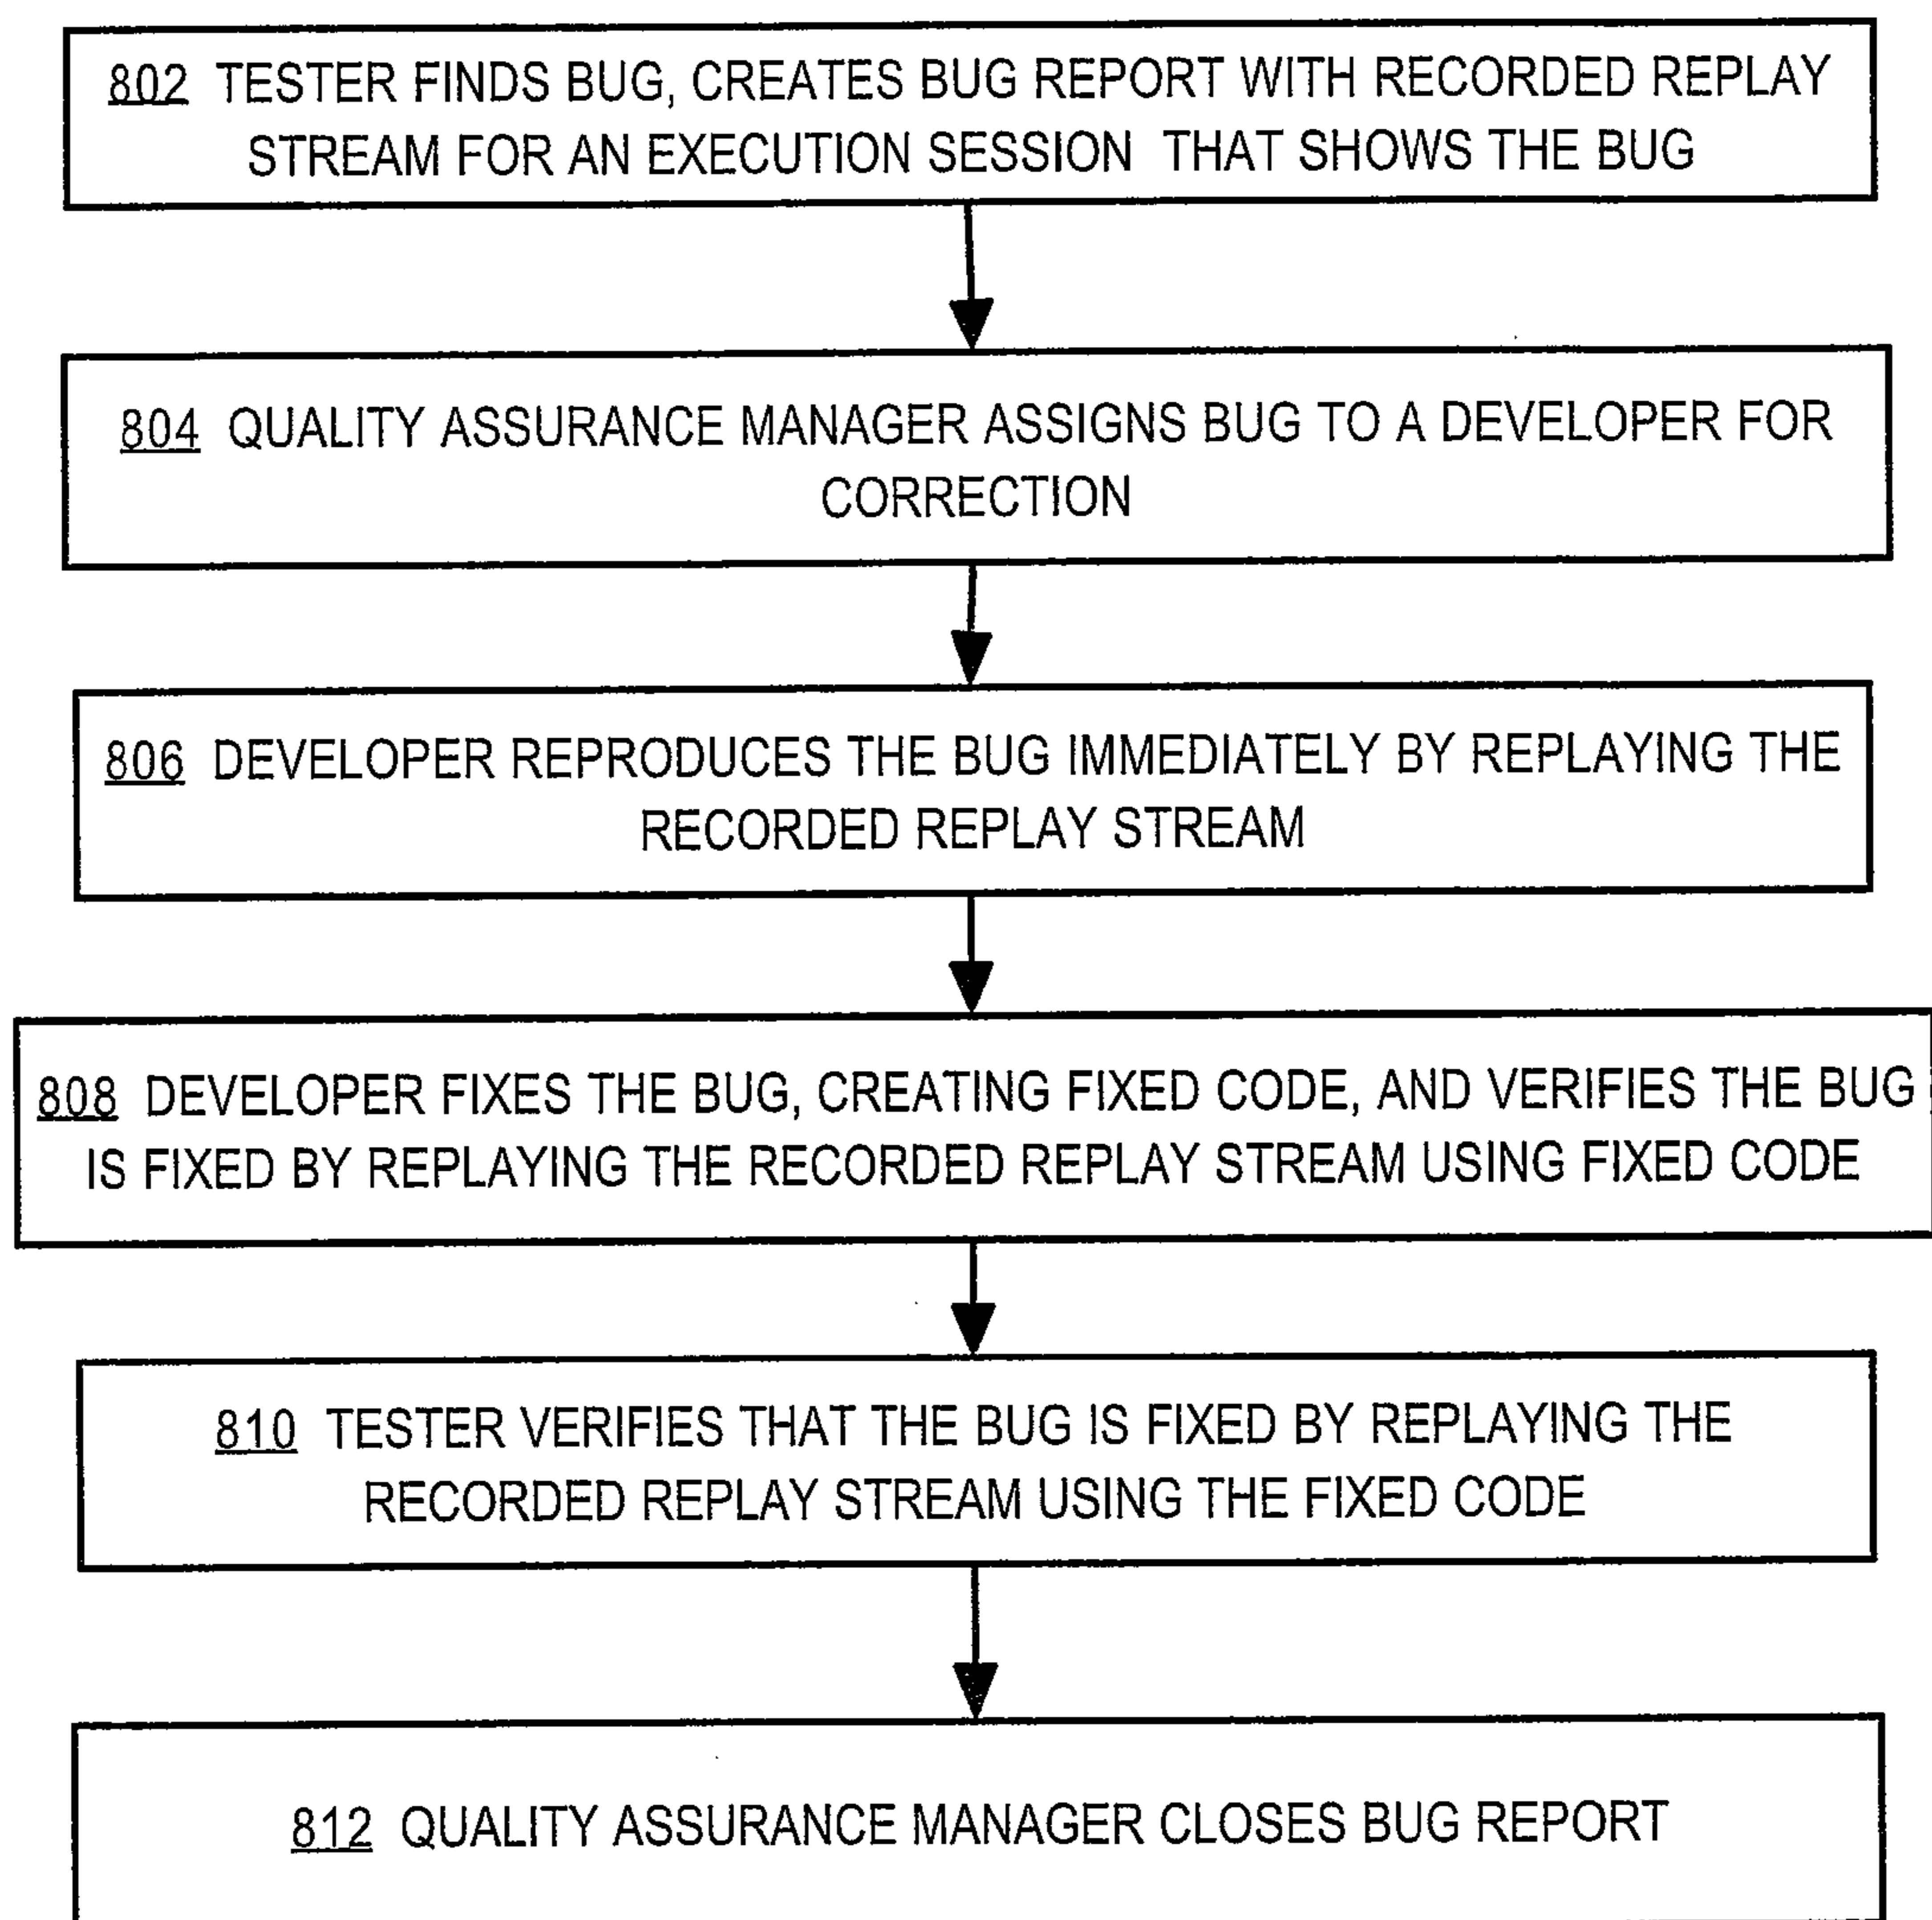 802 TESTER FINDS BUG, CREATES BUG REPORT WITH RECORDED REPLAY
STREAM FOR AN EXECUTION SESSION THAT SHOWS THE BUG
804 QUALITY ASSURANCE MANAGER ASSIGNS BUG TO A DEVELOPER FOR
CORRECTION
806 DEVELOPER REPRODUCES THE BUG IMMEDIATELY BY REPLAYING THE
RECORDED REPLAY STREAM
808 DEVELOPER FIXES THE BUG, CREATING FIXED CODE, AND VERIFIES THE BUG
IS FIXED BY REPLAYING THE RECORDED REPLAY STREAM USING FIXED CODE
810 TESTER VERIFIES THAT THE BUG IS FIXED BY REPLAYING THE
RECORDED REPLAY STREAM USING THE FIXED CODE
812 QUALITY ASSURANCE MANAGER CLOSES BUG REPORT